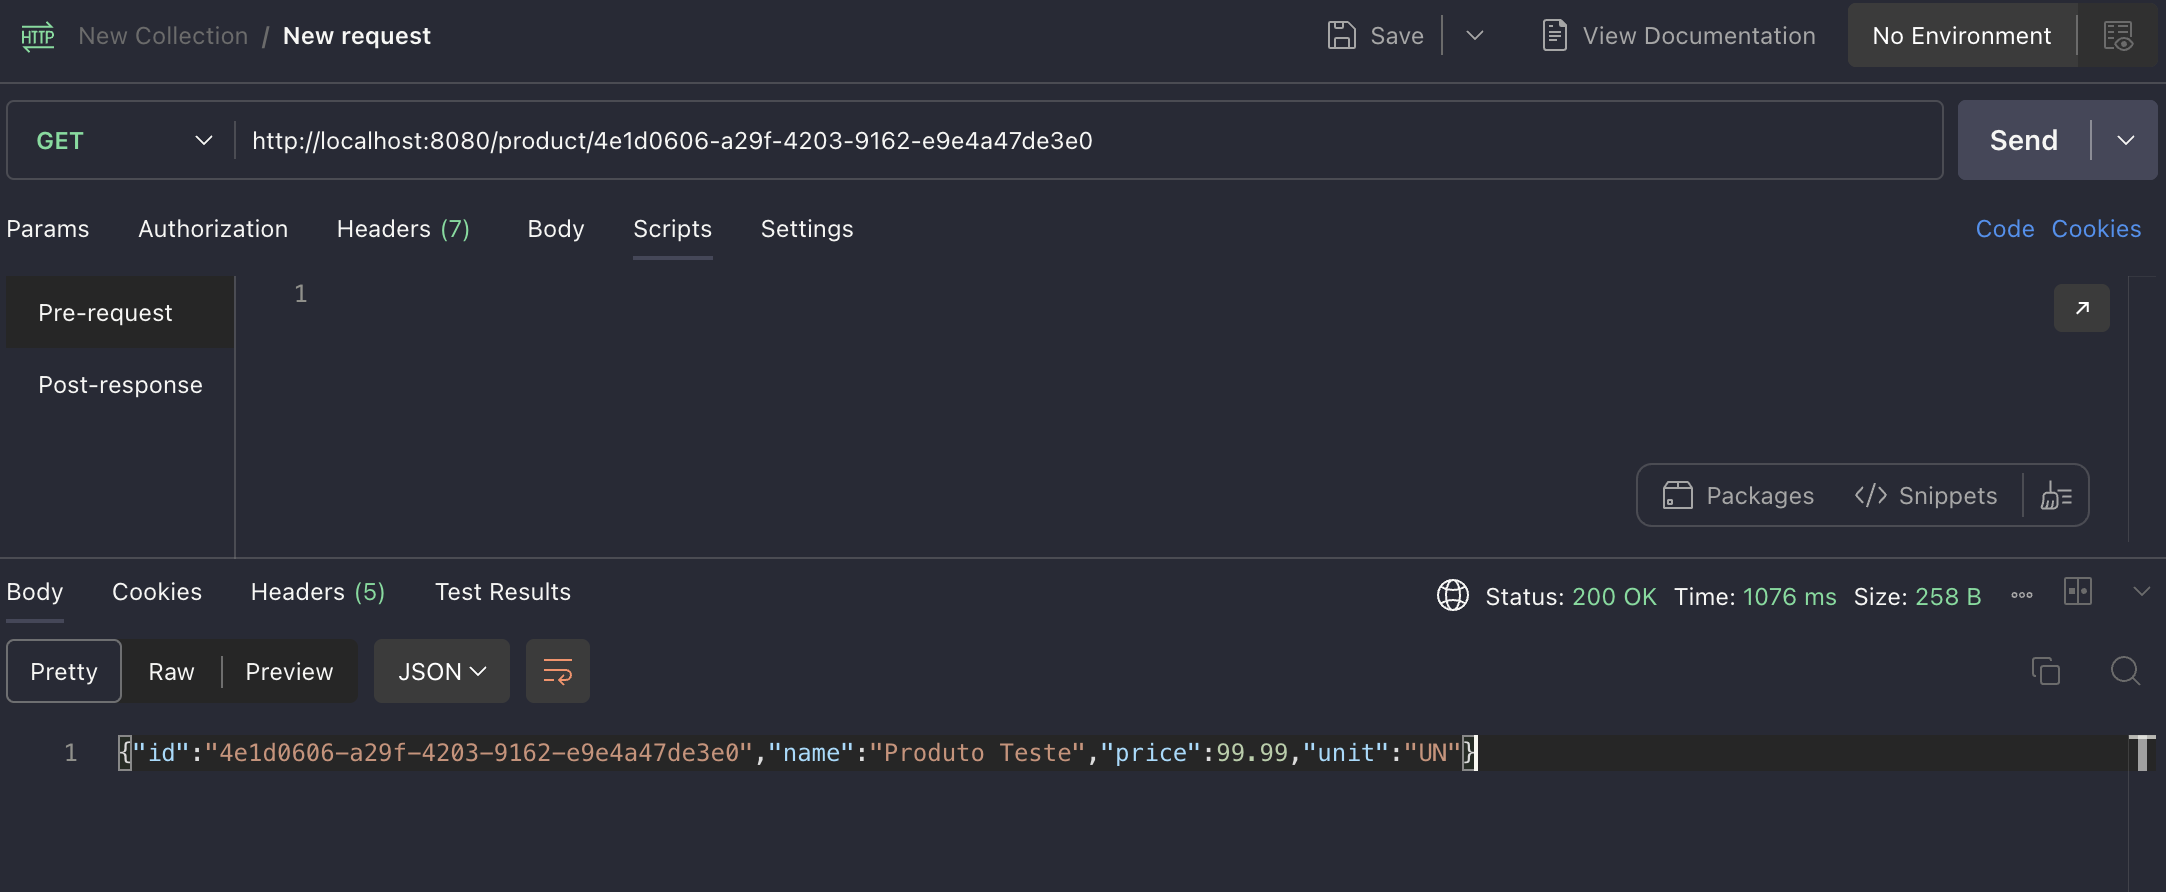 HTTP New Collection / New request Save View Documentation No Environment
GET http://localhost:8080/product/4e1d0606-a29f-4203-9162-e9e4a47de3e0 Send
Params Authorization Headers (7) Body Scripts Settings Code Cookies
Pre-request
1
Post-response
Packages </> Snippets
Body Cookies Headers (5) Test Results Status: 200 OK Time: 1076 ms Size: 258 B
Pretty Raw Preview JSON
1 {"id":"4e1d0606-a29f-4203-9162-e9e4a47de3e0","name":"Produto Teste","price":99.99,"unit":"UN"}